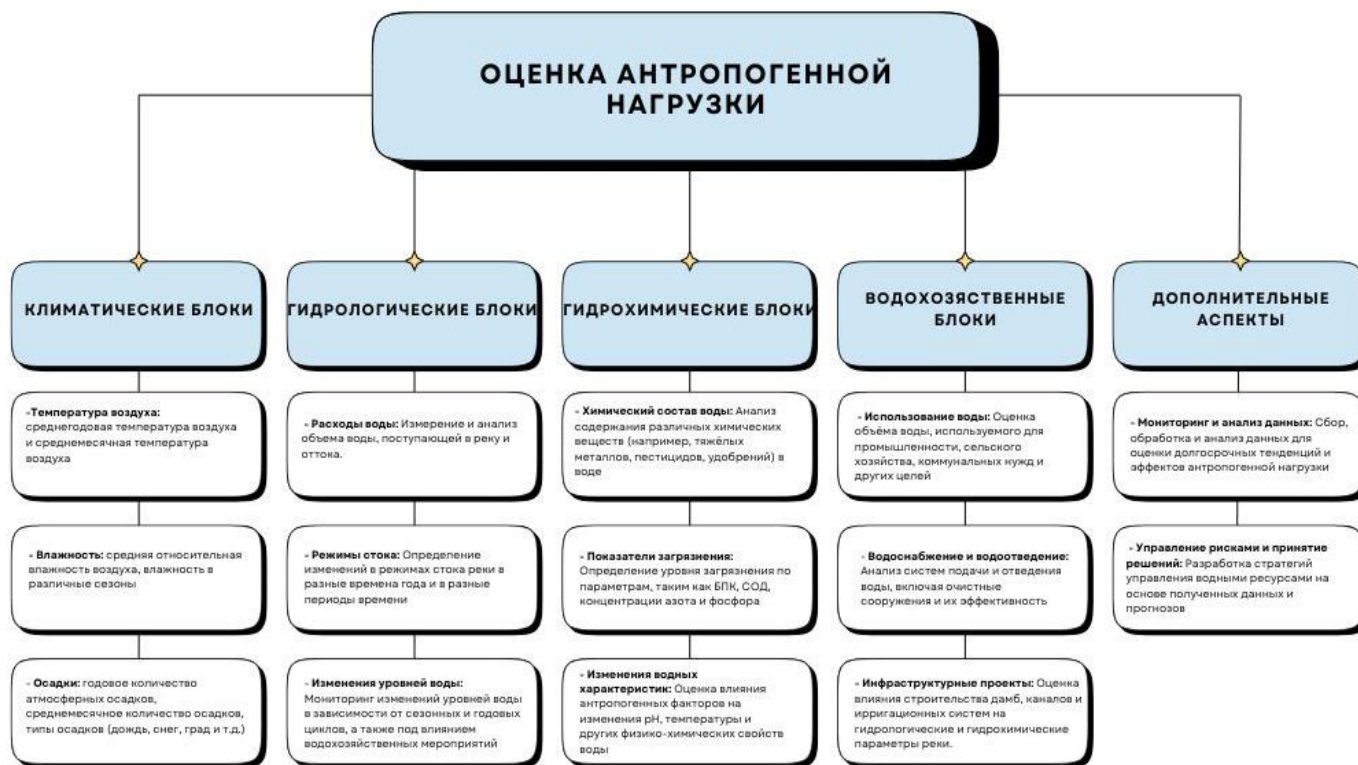 ОЦЕНКА АНТРОПОГЕННОЙ
НАГРУЗКИ
КЛИМАТИЧЕСКИЕ БЛОКИ
-Температура воздуха:
среднегодовая температура воздуха
и среднемесячная температура
воздуха
- Влажность: средняя относительная
влажность воздуха, влажность в
различные сезоны
- Осадки: годовое количество
атмосферных осадков,
среднемесячное количество осадков,
типы осадков (дождь, снег, град и т.д.)
ГИДРОЛОГИЧЕСКИЕ БЛОКИ
- Расходы воды: Измерение и анализ
объема воды, поступающей в реку и
оттока.
- Режимы стока: Определение
изменений в режимах стока реки в
разные времена года и в разные
периоды времени
- Изменения уровней воды:
Мониторинг изменений уровней воды
в зависимости от сезонных и годовых
циклов, а также под влиянием
водохозяйственных мероприятий
ГИДРОХИМИЧЕСКИЕ БЛОКИ
- Химический состав воды: Анализ
содержания различных химических
веществ (например, тяжёлых
металлов, пестицидов, удобрений) в
воде
- Показатели загрязнения:
Определение уровня загрязнения по
параметрам, таким как БПК, СОД,
концентрации азота и фосфора
- Изменения водных
характеристик: Оценка влияния
антропогенных факторов на
изменения pH, температуры и
других физико-химических свойств
воды
ВОДОХОЗЯСТВЕННЫЕ
БЛОКИ
- Использование воды: Оценка
объёма воды, используемого для
промышленности, сельского
хозяйства, коммунальных нужд и
других целей
- Водоснабжение и водоотведение:
Анализ систем подачи и отведения
воды, включая очистные
сооружения и их эффективность
- Инфраструктурные проекты: Оценка
влияния строительства дамб, каналов и
ирригационных систем на
гидрологические и гидрохимические
параметры реки.
ДОПОЛНИТЕЛЬНЫЕ
АСПЕКТЫ
- Мониторинг и анализ данных: Сбор,
обработка и анализ данных для
оценки долгосрочных тенденций и
эффектов антропогенной нагрузки
- Управление рисками и принятие
решений: Разработка стратегий
управления водными ресурсами на
основе полученных данных и
прогнозов